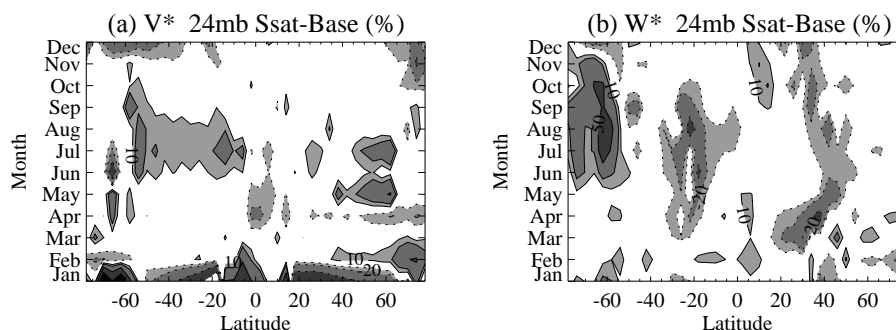 (a) V* 24mb Ssat-Base (%)
Month
Dec
Nov
Oct
Sep
Aug
Jul
Jun
May
Apr
Mar
Feb
Jan
10
10
10
20
-60 -40 -20 0 20 40 60
Latitude
(b) W* 24mb Ssat-Base (%)
Month
Dec
Nov
Oct
Sep
Aug
Jul
Jun
May
Apr
Mar
Feb
Jan
10
50
10
20
10
20
-60 -40 -20 0 20 40 60
Latitude